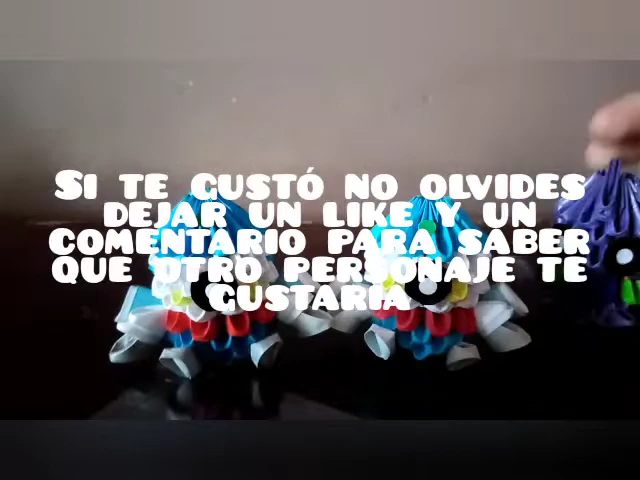 Si te gustó no olvides
dejar un like y un
comentario para saber
que otro personaje te
gustaria